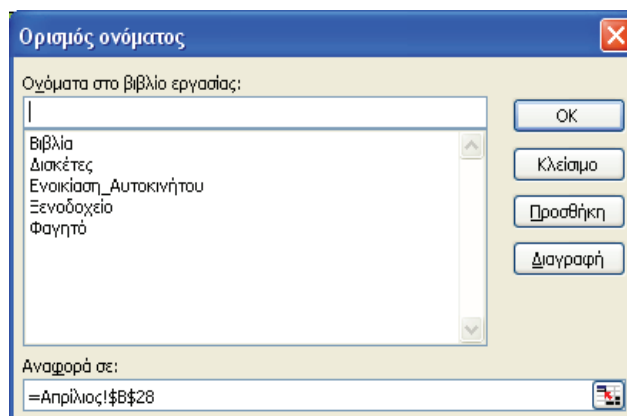 Ορισμός ονόματος
Ονόματα στο βιβλίο εργασίας:
OK
Βιβλία
Δισκέτες
Κλείσιμο
Ενοικίαση_Αυτοκινήτου
Ξενοδοχείο
Προσθήκη
Φαγητό
Διαγραφή
Αναφορά σε:
=Απρίλιος!$B$28